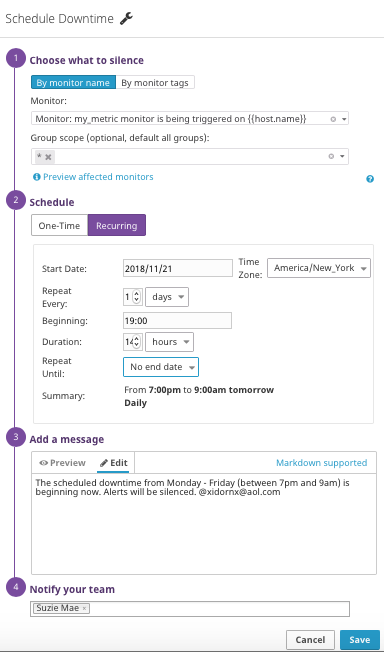 Schedule Downtime
1 Choose what to silence
By monitor name By monitor tags
Monitor:
Monitor: my_metric monitor is being triggered on {{host.name}}
Group scope (optional, default all groups):
*
Preview affected monitors
2 Schedule
One-Time Recurring
Start Date: 2018/11/21 Time Zone: America/New_York
Repeat Every: 1 days
Beginning: 19:00
Duration: 14 hours
Repeat Until: No end date
Summary: From 7:00pm to 9:00am tomorrow
Daily
3 Add a message
Preview Edit Markdown supported
The scheduled downtime from Monday - Friday (between 7pm and 9am) is
beginning now. Alerts will be silenced. @xidornx@aol.com
4 Notify your team
Suzie Mae ×
Cancel Save